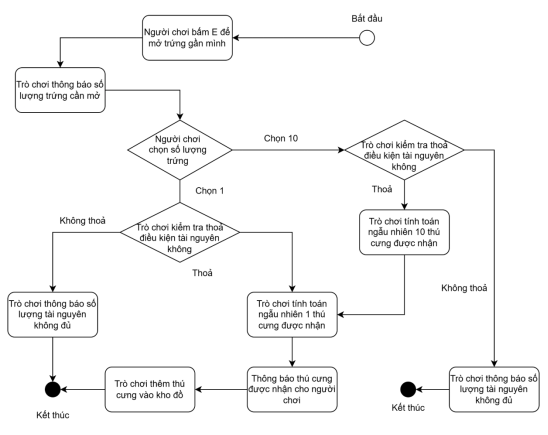 Bắt đầu
Người chơi bấm E để
mở trứng gần mình
Trò chơi thông báo số
lượng trứng cần mở
Người chơi
chọn số lượng
trứng
Chọn 10
Trò chơi kiểm tra thoả
điều kiện tài nguyên
không
Chọn 1
Thoả
Trò chơi kiểm tra thoả
điều kiện tài nguyên
không
Không thoả
Trò chơi tính toán
ngẫu nhiên 10 thú
cưng được nhận
Thoả
Không thoả
Trò chơi thông báo số
lượng tài nguyên
không đủ
Trò chơi tính toán
ngẫu nhiên 1 thú
cưng được nhận
Thông báo thú cưng
được nhận cho người
chơi
Trò chơi thêm thú
cưng vào kho đồ
Kết thúc
Trò chơi thông báo số
lượng tài nguyên
không đủ
Kết thúc